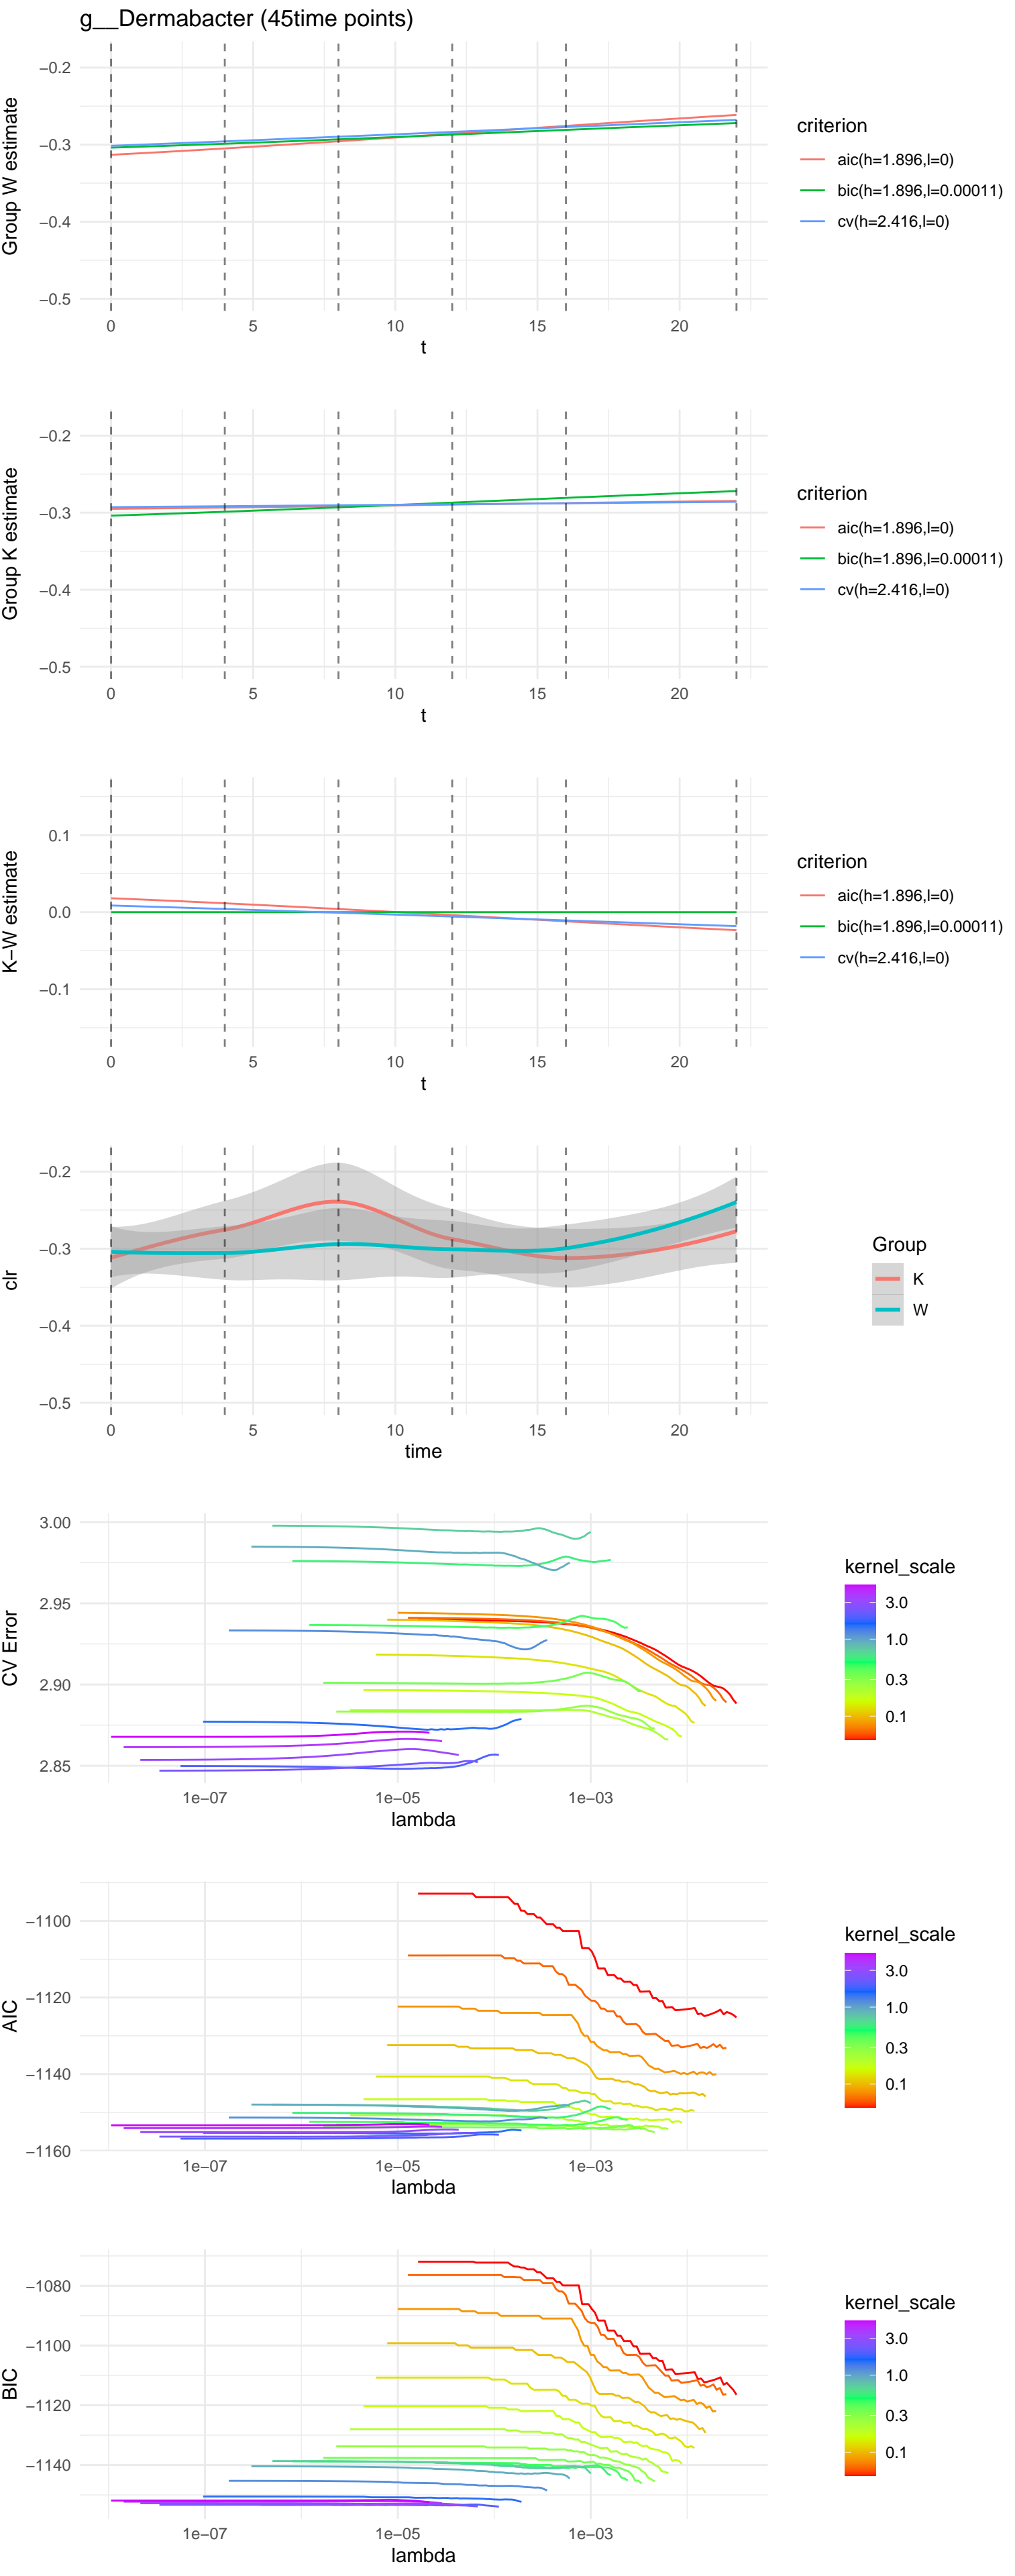 g__Dermabacter (45time points)
Group W estimate
−0.2
−0.3
−0.4
−0.5
0 5 10 15 20
t
criterion
aic(h=1.896,l=0)
bic(h=1.896,l=0.00011)
cv(h=2.416,l=0)
Group K estimate
−0.2
−0.3
−0.4
−0.5
0 5 10 15 20
t
criterion
aic(h=1.896,l=0)
bic(h=1.896,l=0.00011)
cv(h=2.416,l=0)
K−W estimate
0.1
0.0
−0.1
0 5 10 15 20
t
criterion
aic(h=1.896,l=0)
bic(h=1.896,l=0.00011)
cv(h=2.416,l=0)
clr
−0.2
−0.3
−0.4
−0.5
0 5 10 15 20
time
Group
K
W
CV Error
3.00
2.95
2.90
2.85
1e−07 1e−05 1e−03
lambda
kernel_scale
3.0
1.0
0.3
0.1
AIC
−1100
−1120
−1140
−1160
1e−07 1e−05 1e−03
lambda
kernel_scale
3.0
1.0
0.3
0.1
BIC
−1080
−1100
−1120
−1140
1e−07 1e−05 1e−03
lambda
kernel_scale
3.0
1.0
0.3
0.1